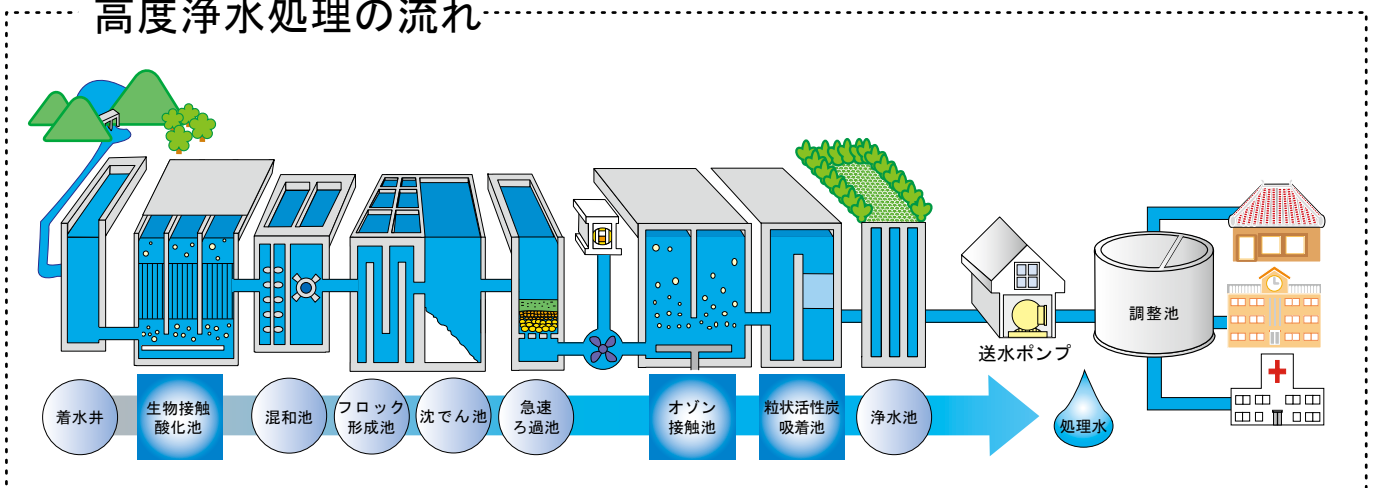 高度浄水処理の流れ
調整池
送水ポンプ
着水井
生物接触
酸化池
混和池
フロック
形成池
沈でん池
急速
ろ過池
オゾン
接触池
粒状活性炭
吸着池
浄水池
処理水